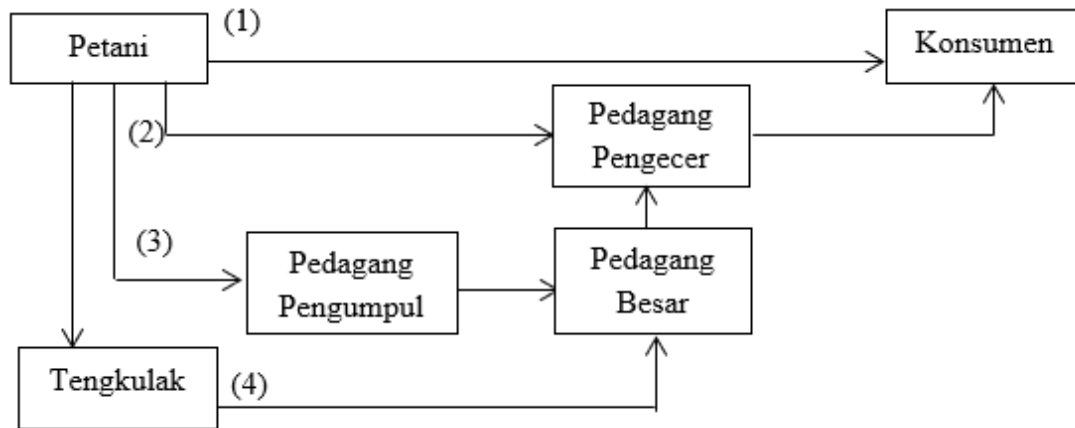 Petani
(1)
Konsumen
(2)
Pedagang
Pengecer
(3)
Pedagang
Pengumpul
Pedagang
Besar
Tengkulak
(4)